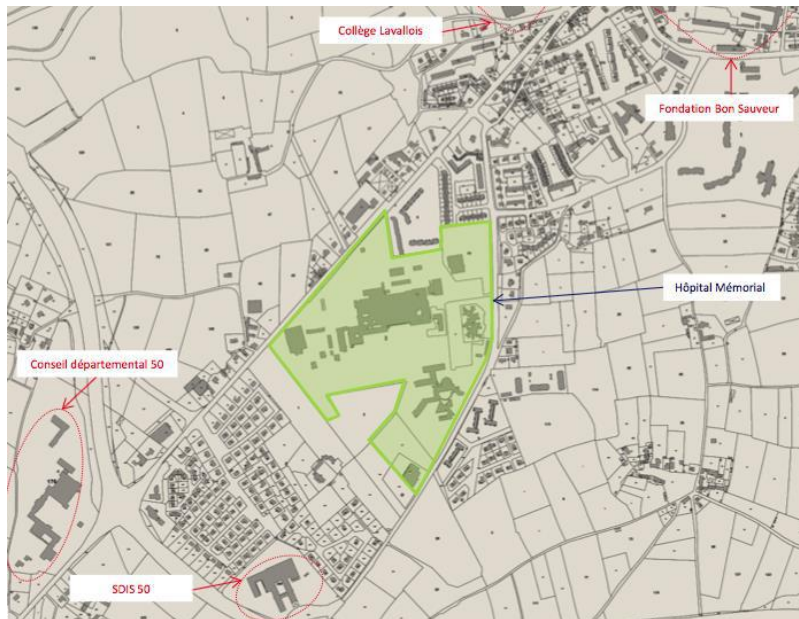 Collège Lavallois
Fondation Bon Sauveur
Hôpital Mémorial
Conseil départemental 50
SDIS 50